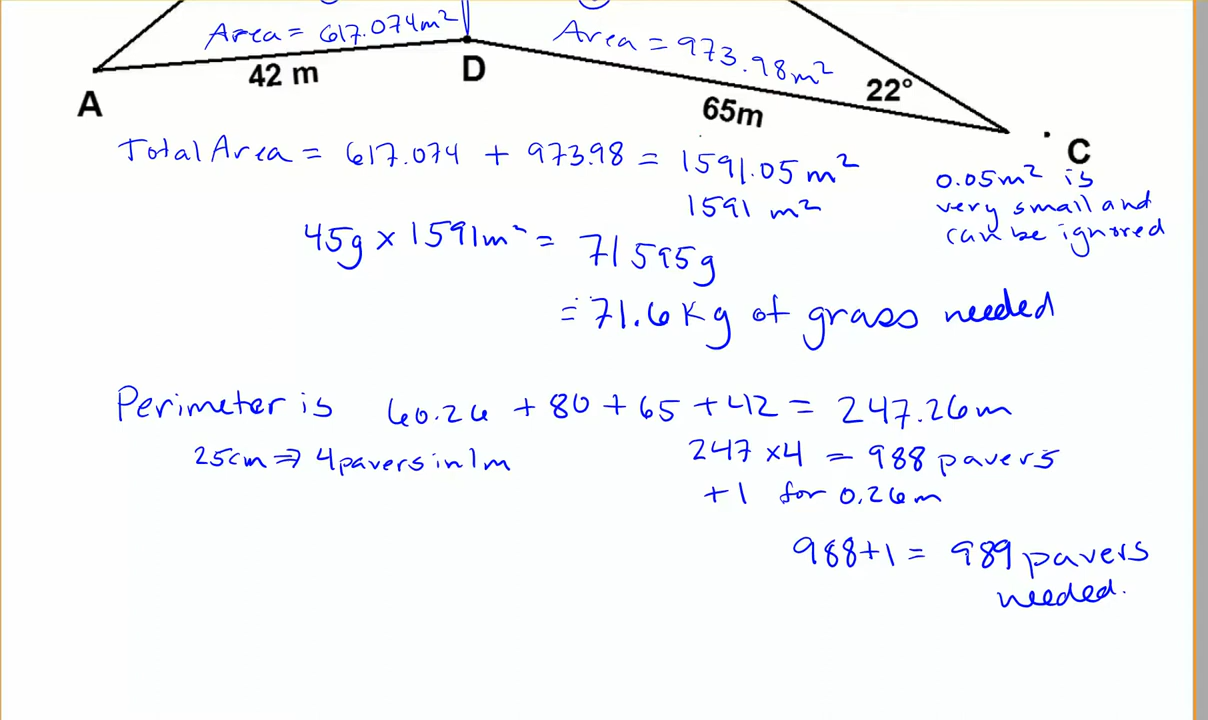 Area = 617.074m²
Area = 973.98m²
42 m
D
22°
A
65m
C
Total Area = 617.074 + 973.98 = 1591.05 m²
1591 m²
0.05m² is
very small and
can be ignored
45g x 1591m² = 71595g
= 71.6 Kg of grass needed
Perimeter is 60.26 + 80 + 65 + 42 = 247.26m
25cm ⇒ 4 pavers in 1m
247 x4 = 988 pavers
+1 for 0.26m
988+1 = 989 pavers
needed.